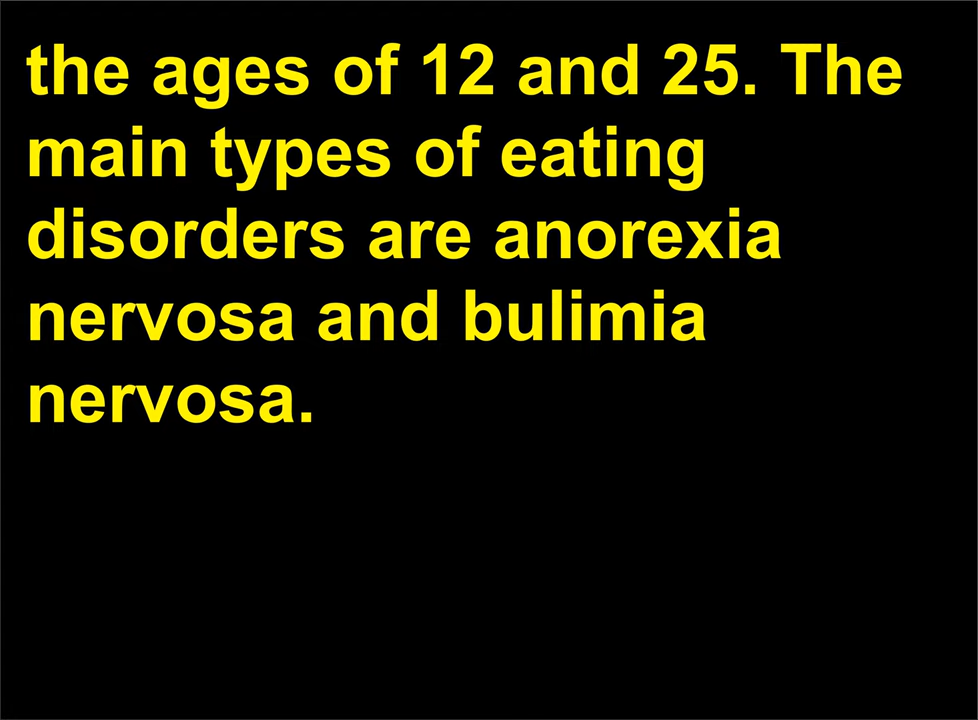 the ages of 12 and 25. The
main types of eating
disorders are anorexia
nervosa and bulimia
nervosa.